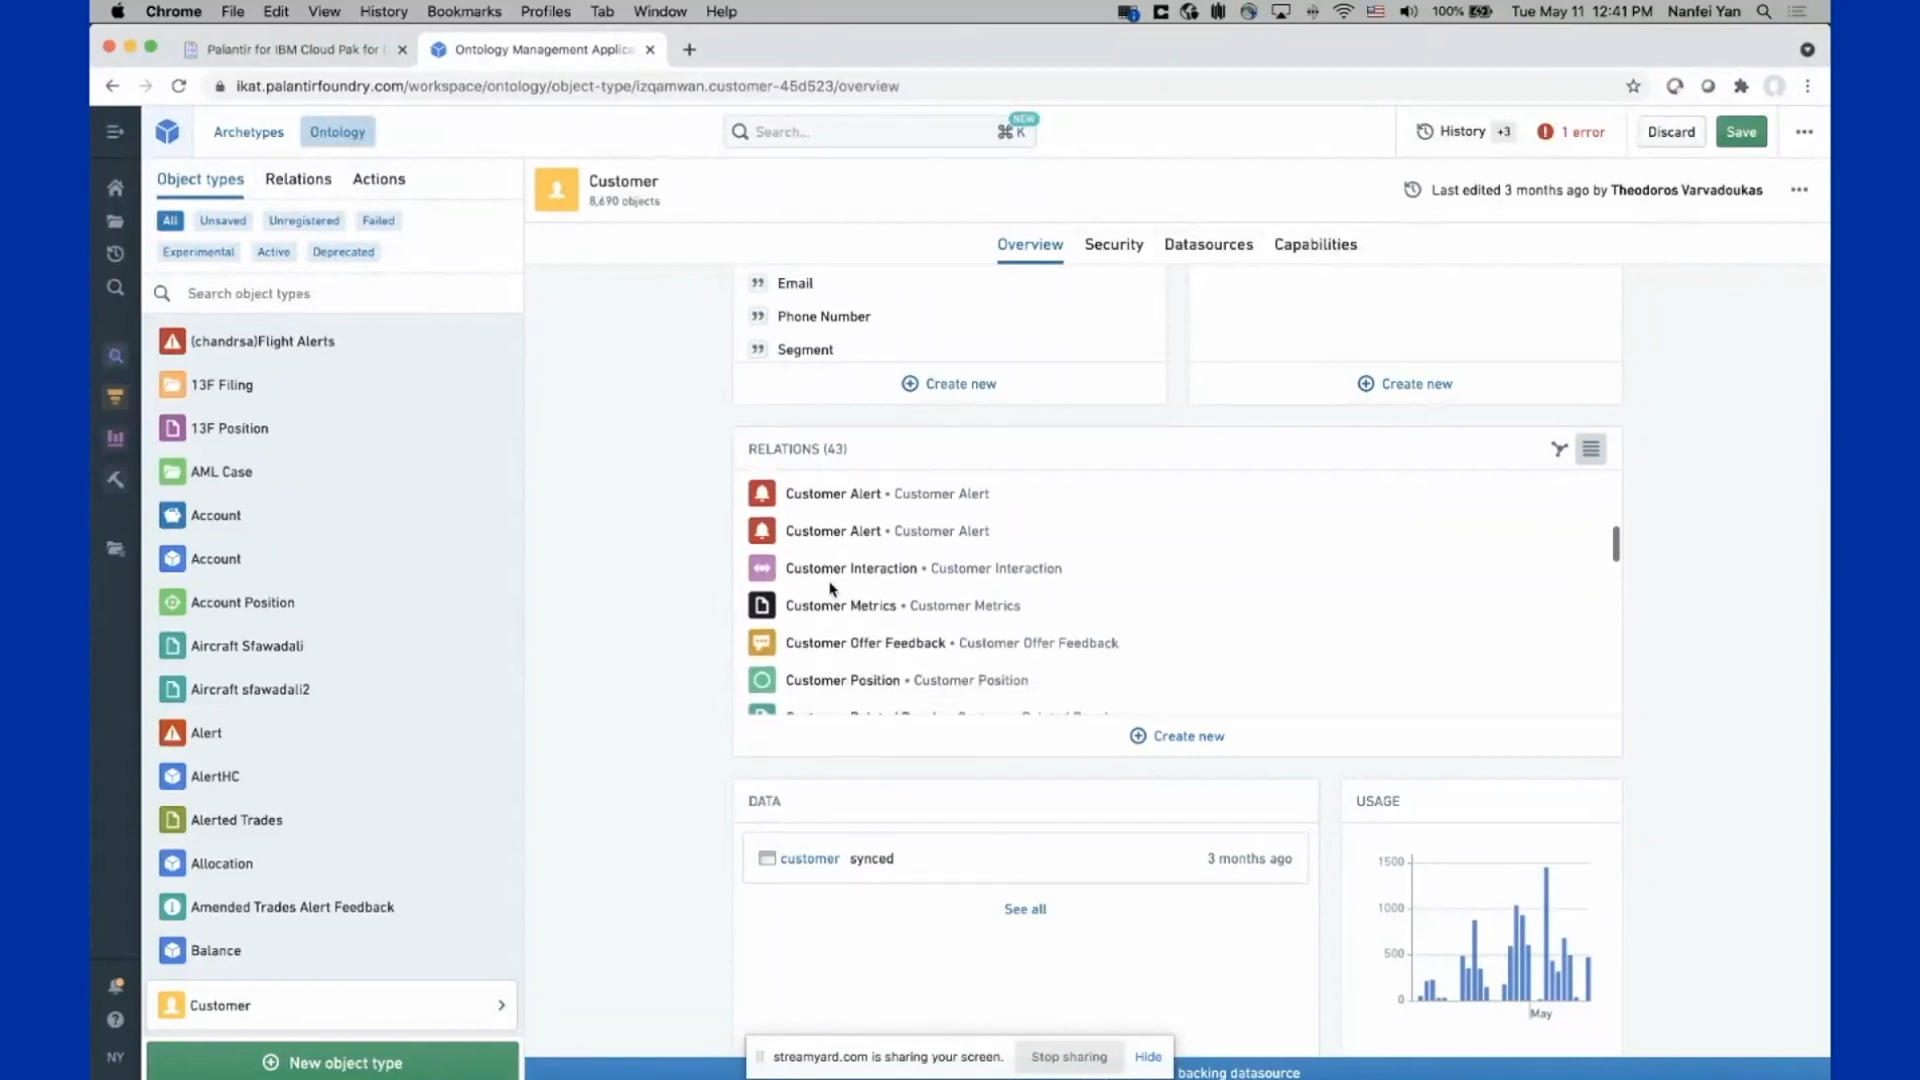 Chrome File Edit View History Bookmarks Profiles Tab Window Help 100% Tue May 11 12:41 PM Nanfei Yan
Palantir for IBM Cloud Pak for
Ontology Management Applica
ikat.palantirfoundry.com/workspace/ontology/object-type/izqamwan.customer-45d523/overview
Archetypes Ontology
Search...
NEW
⌘K
History +3
1 error
Discard
Save
Object types Relations Actions
All Unsaved Unregistered Failed
Experimental Active Deprecated
Search object types
(chandrsa)Flight Alerts
13F Filing
13F Position
AML Case
Account
Account
Account Position
Aircraft Sfawadali
Aircraft sfawadali2
Alert
AlertHC
Alerted Trades
Allocation
Amended Trades Alert Feedback
Balance
Customer
New object type
NY
Customer
8,690 objects
Last edited 3 months ago by Theodoros Varvadoukas
Overview Security Datasources Capabilities
Email
Phone Number
Segment
Create new
Create new
RELATIONS (43)
Customer Alert • Customer Alert
Customer Alert • Customer Alert
Customer Interaction • Customer Interaction
Customer Metrics • Customer Metrics
Customer Offer Feedback • Customer Offer Feedback
Customer Position • Customer Position
Create new
DATA
customer synced 3 months ago
See all
USAGE
1500
1000
500
0
May
streamyard.com is sharing your screen. Stop sharing Hide
backing datasource